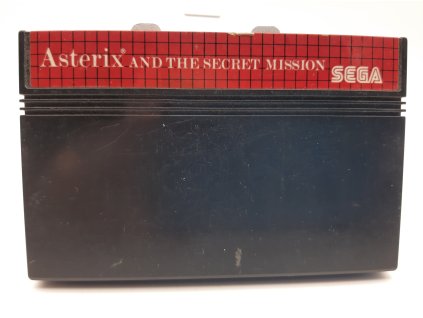 Asterix® AND THE SECRET MISSION
SEGA